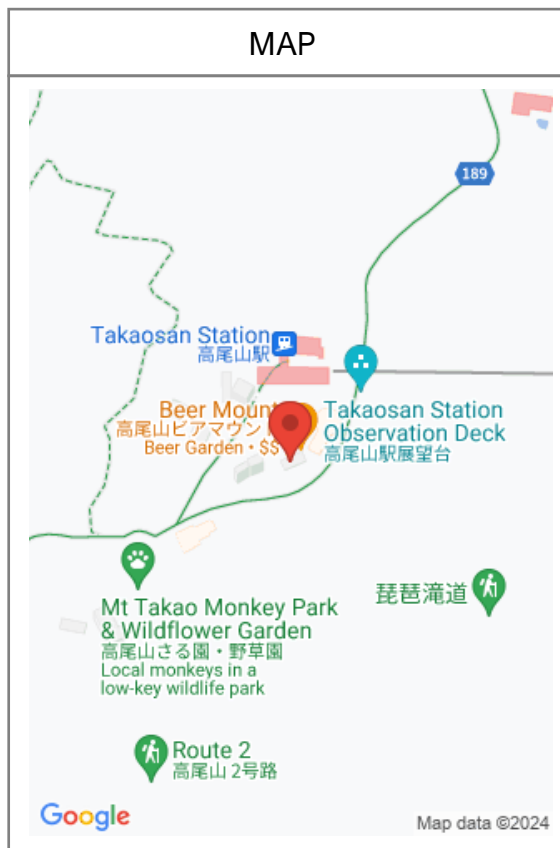 MAP
189
Takaosan Station
高尾山駅
Beer Mount
高尾山ビアマウント
Beer Garden・$$
Takaosan Station
Observation Deck
高尾山駅展望台
Mt Takao Monkey Park
& Wildflower Garden
高尾山さる園・野草園
Local monkeys in a
low-key wildlife park
琵琶滝道
Route 2
高尾山 2号路
Google
Map data ©2024